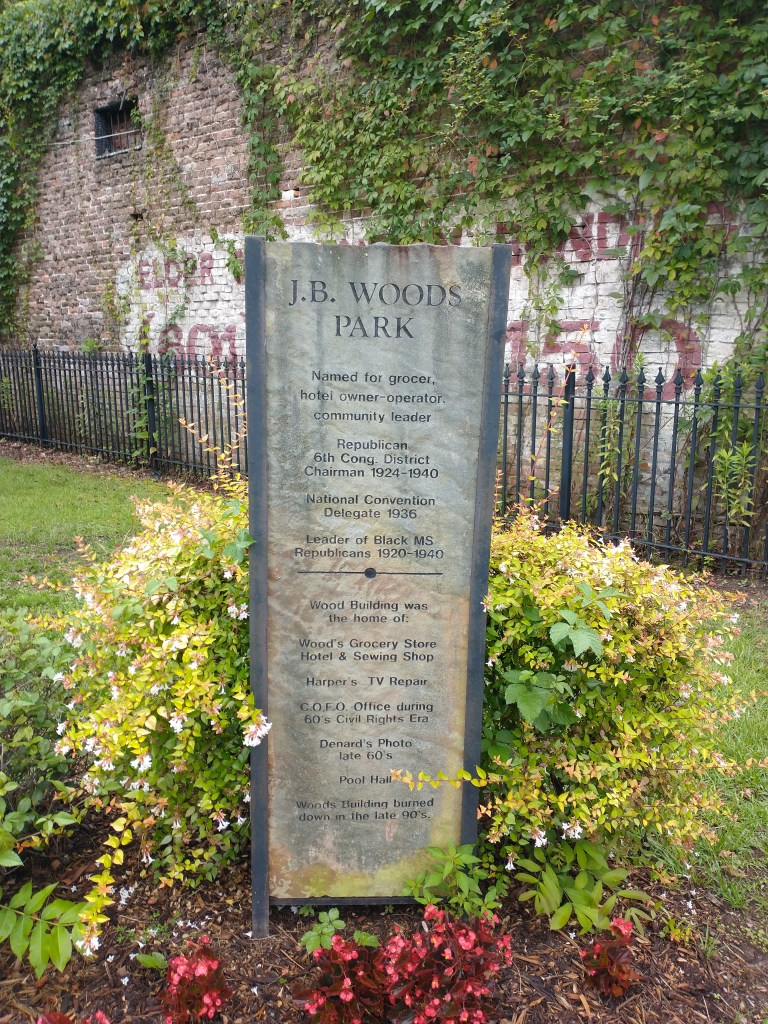 ELDER
J.B. WOODS
PARK
Named for grocer,
hotel owner-operator,
community leader
Republican
6th Cong. District
Chairman 1924-1940
National Convention
Delegate 1936
Leader of Black MS
Republicans 1920-1940
Wood Building was
the home of:
Wood's Grocery Store
Hotel & Sewing Shop
Harper's TV Repair
C.O.F.O. Office during
60's Civil Rights Era
Denard's Photo
late 60's
Pool Hall
Woods Building burned
down in the late 90's.